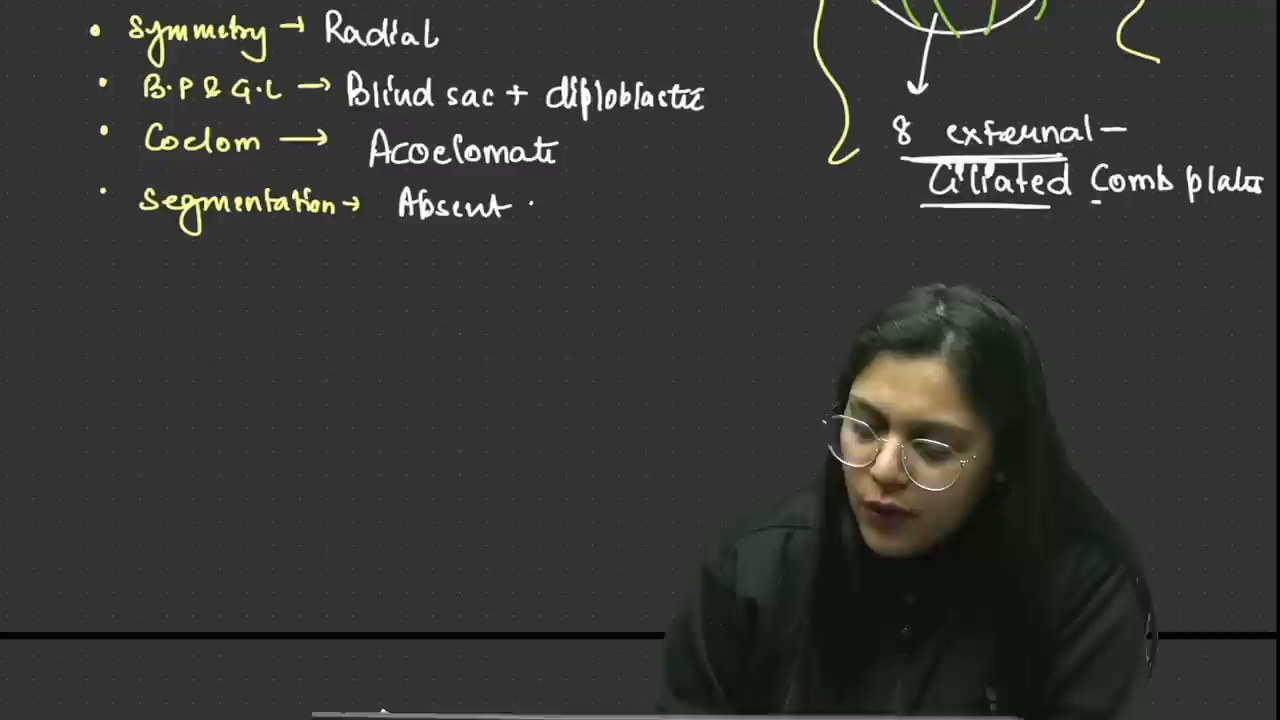 • Symmetry → Radial
• B.P & G.L → Blind sac + diploblastic
• Coelom → Acoelomate
• Segmentation → Absent .
8 external –
Ciliated Comb plates